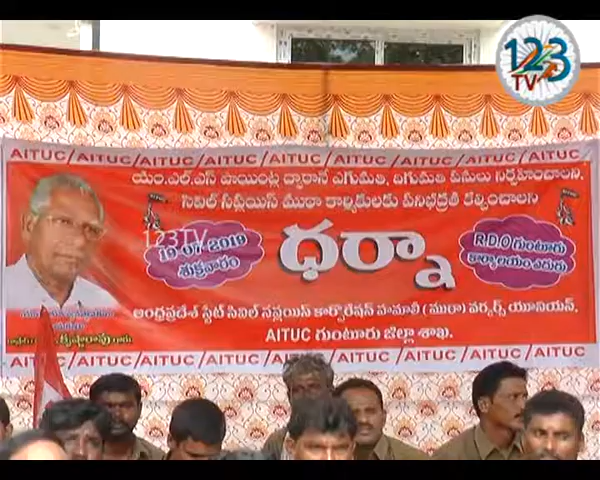 123
TV
AITUC/AITUC/AITUC/AITUC/AITUC/AITUC/AITUC/AITUC/AITUC
యం.ఎల్.ఎస్ పాయింట్ల ద్వారానే ఎగుమతి, దిగుమతి పనులు నిర్వహించాలని,
సివిల్ సప్లయిస్ ముఠా కార్మికులకు పనిభద్రతి కల్పించాలని
123TV
19-07-2019
శుక్రవారం
ధర్నా
R.D.O గుంటూరు
కార్యాలయం ఎదురు
ఆంధ్రప్రదేశ్ స్టేట్ సివిల్ సప్లయిస్ కార్పొరేషన్ హమాలీ (ముఠా) వర్కర్స్ యూనియన్,
AITUC గుంటూరు జిల్లా శాఖ.
గారు
AITUC/AITUC/AITUC/AITUC/AITUC/AITUC/AITUC/AITUC